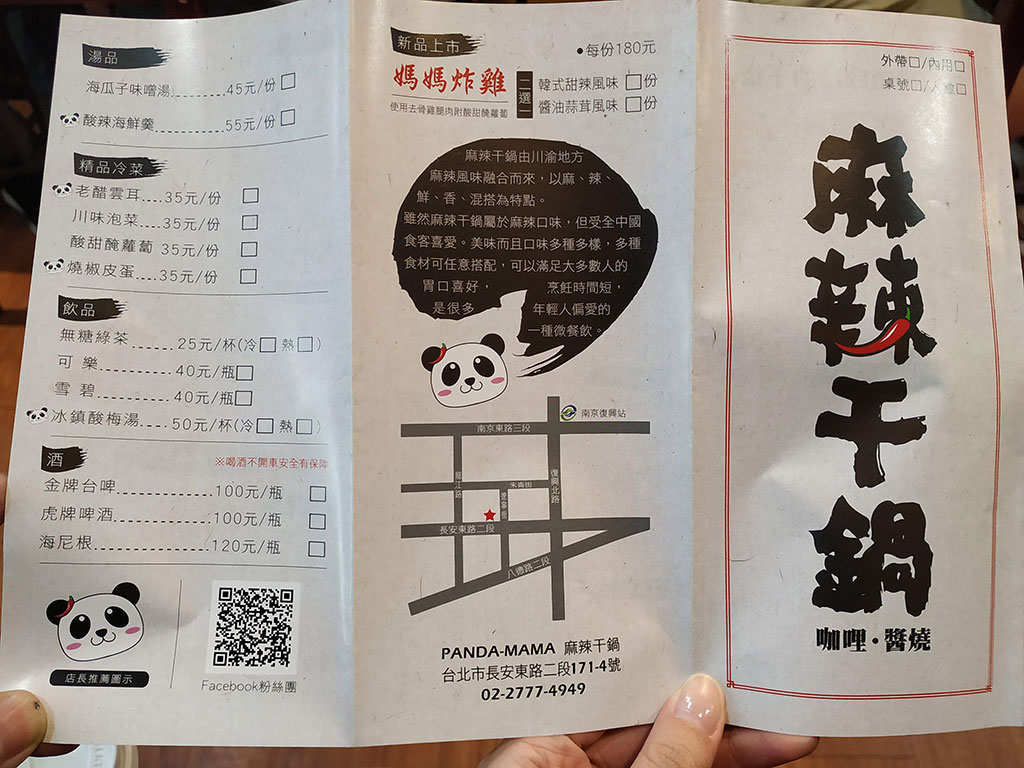 湯品
海瓜子味噌湯......45元/份□
酸辣海鮮羹......55元/份□
精品冷菜
老醋雲耳....35元/份 □
川味泡菜.....35元/份 □
酸甜醃蘿蔔 35元/份 □
燒椒皮蛋....35元/份 □
飲品
無糖綠茶......25元/杯(冷□ 熱□)
可 樂............40元/瓶□
雪 碧............40元/瓶□
冰鎮酸梅湯....50元/杯(冷□ 熱□)
酒
※喝酒不開車安全有保障
金牌台啤............100元/瓶 □
虎牌啤酒............100元/瓶 □
海尼根...............120元/瓶 □
店長推薦圖示
Facebook粉絲團
新品上市
●每份180元
媽媽炸雞
使用去骨雞腿肉附酸甜醃蘿蔔
二選一
韓式甜辣風味 □份
醬油蒜茸風味 □份
麻辣干鍋由川渝地方
麻辣風味融合而來，以麻、辣、
鮮、香、混搭為特點。
雖然麻辣干鍋屬於麻辣口味，但受全中國
食客喜愛。美味而且口味多種多樣，多種
食材可任意搭配，可以滿足大多數人的
胃口喜好， 烹飪時間短，
是很多 年輕人偏愛的
一種微餐飲。
南京復興站
南京東路三段
龍江路
朱崙街
遼寧街
復興北路
長安東路二段
八德路二段
PANDA-MAMA 麻辣干鍋
台北市長安東路二段171-4號
02-2777-4949
外帶□/內用□
桌號□/人數□
麻辣干鍋
咖哩·醬燒